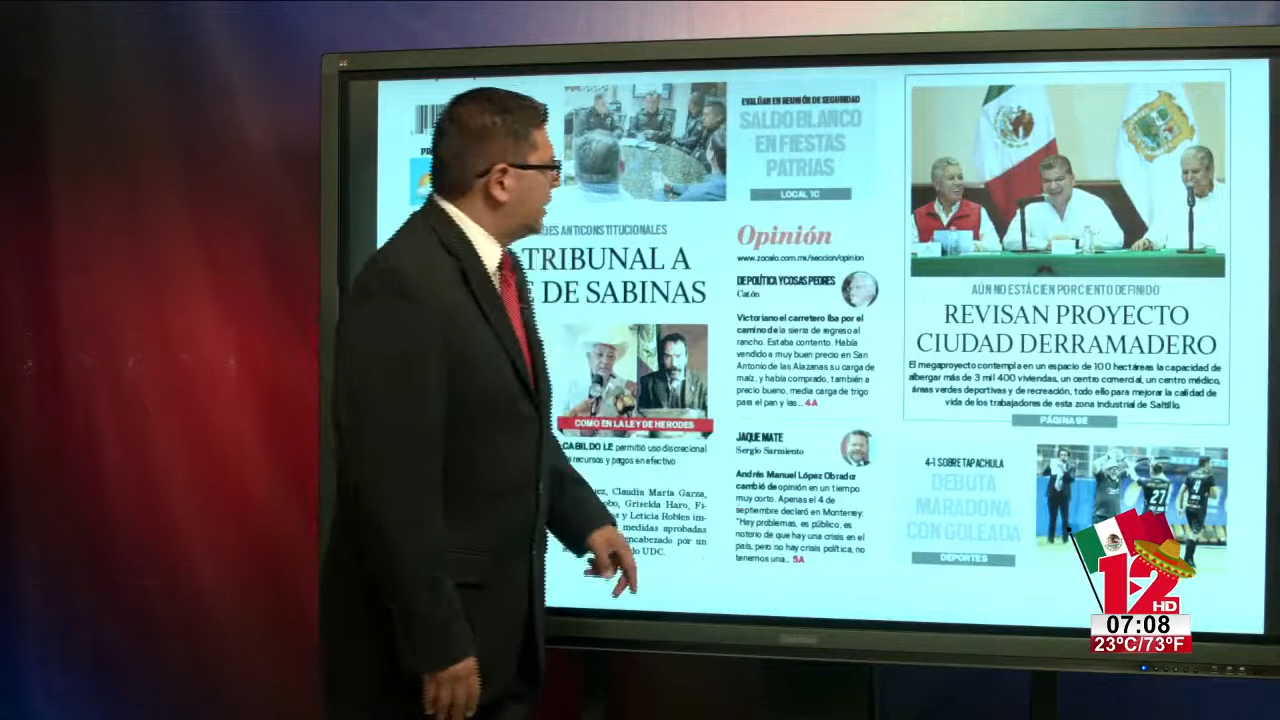 EVALÚAN EN REUNIÓN DE SEGURIDAD
SALDO BLANCO
EN FIESTAS
PATRIAS
LOCAL 1C
ANTICONSTITUCIONALES
TRIBUNAL A
DE SABINAS
COMO EN LA LEY DE HERODES
CABILDO LE permitió uso discrecional
recursos y pagos en efectivo
Claudia María Garza,
Griselda Haro,
y Leticia Robles
medidas aprobadas
encabezado por un
UDC.
Opinión
www.zocalo.com.mx/seccion/opinion
DE POLÍTICA Y COSAS PEORES
Catón
Victoriano el carretero iba por el
camino de la sierra de regreso al
rancho. Estaba contento. Había
vendido a muy buen precio en San
Antonio de las Alazanas su carga de
maíz, y había comprado, también a
precio bueno, media carga de trigo
para el pan y las... 4A
JAQUE MATE
Sergio Sarmiento
Andrés Manuel López Obrador
cambió de opinión en un tiempo
muy corto. Apenas el 4 de
septiembre declaró en Monterrey:
"Hay problemas, es público, es
notorio de que hay una crisis en el
país, pero no hay crisis política, no
tenemos una... 5A
AÚN NO ESTÁ CIEN POR CIENTO DEFINIDO
REVISAN PROYECTO
CIUDAD DERRAMADERO
El megaproyecto contempla en un espacio de 100 hectáreas la capacidad de
albergar más de 3 mil 400 viviendas, un centro comercial, un centro médico,
áreas verdes deportivas y de recreación, todo ello para mejorar la calidad de
vida de los trabajadores de esta zona industrial de Saltillo.
4-1 SOBRE TAPACHULA
DEBUTA
MARADONA
CON GOLEADA
DEPORTES
27
4
12
HD
07:08
23°C/73°F